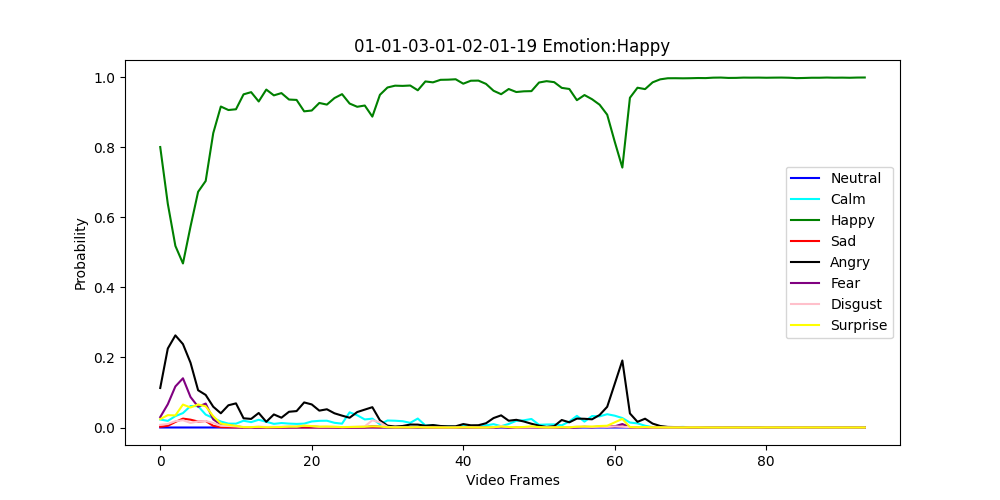 01-01-03-01-02-01-19 Emotion:Happy
1.0
0.8
0.6
0.4
0.2
0.0
Probability
0
20
40
60
80
Video Frames
Neutral
Calm
Happy
Sad
Angry
Fear
Disgust
Surprise